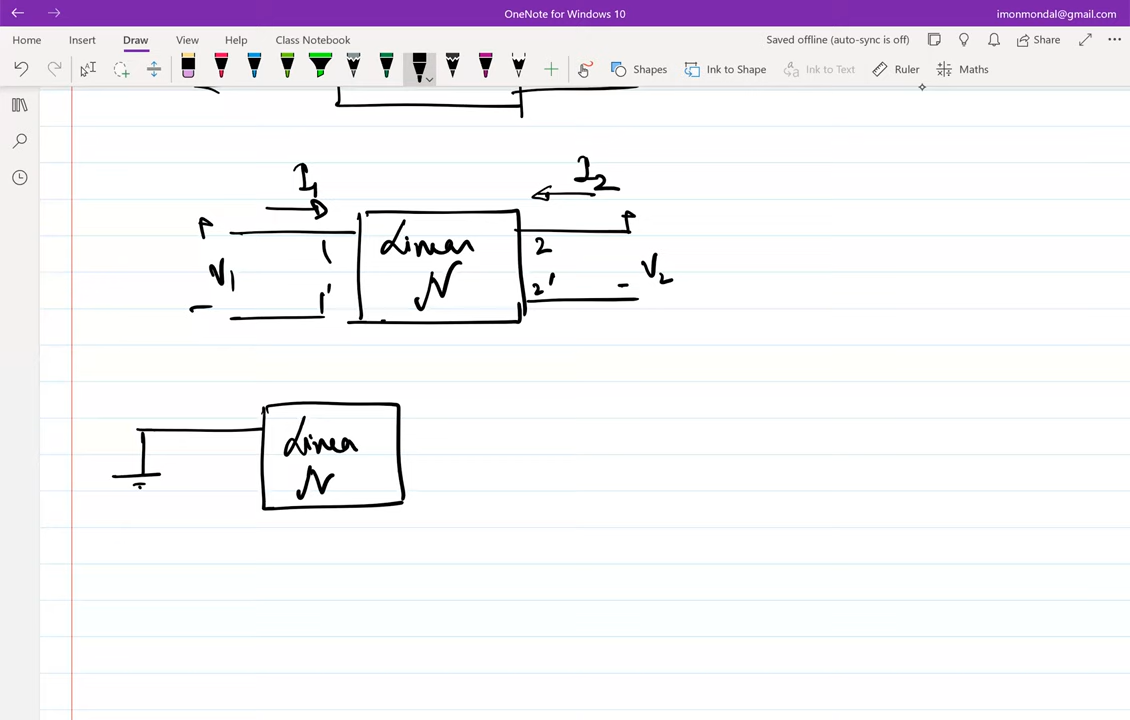 OneNote for Windows 10
imonmondal@gmail.com
Home Insert Draw View Help Class Notebook
Saved offline (auto-sync is off) Share
Shapes Ink to Shape Ink to Text Ruler Maths
I1 I2
+ +
Linear
1 2
V1 N V2
1' 2' -
-
Linear
N